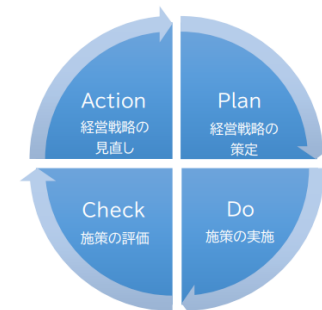 Action
経営戦略の
見直し
Plan
経営戦略の
策定
Check
施策の評価
Do
施策の実施